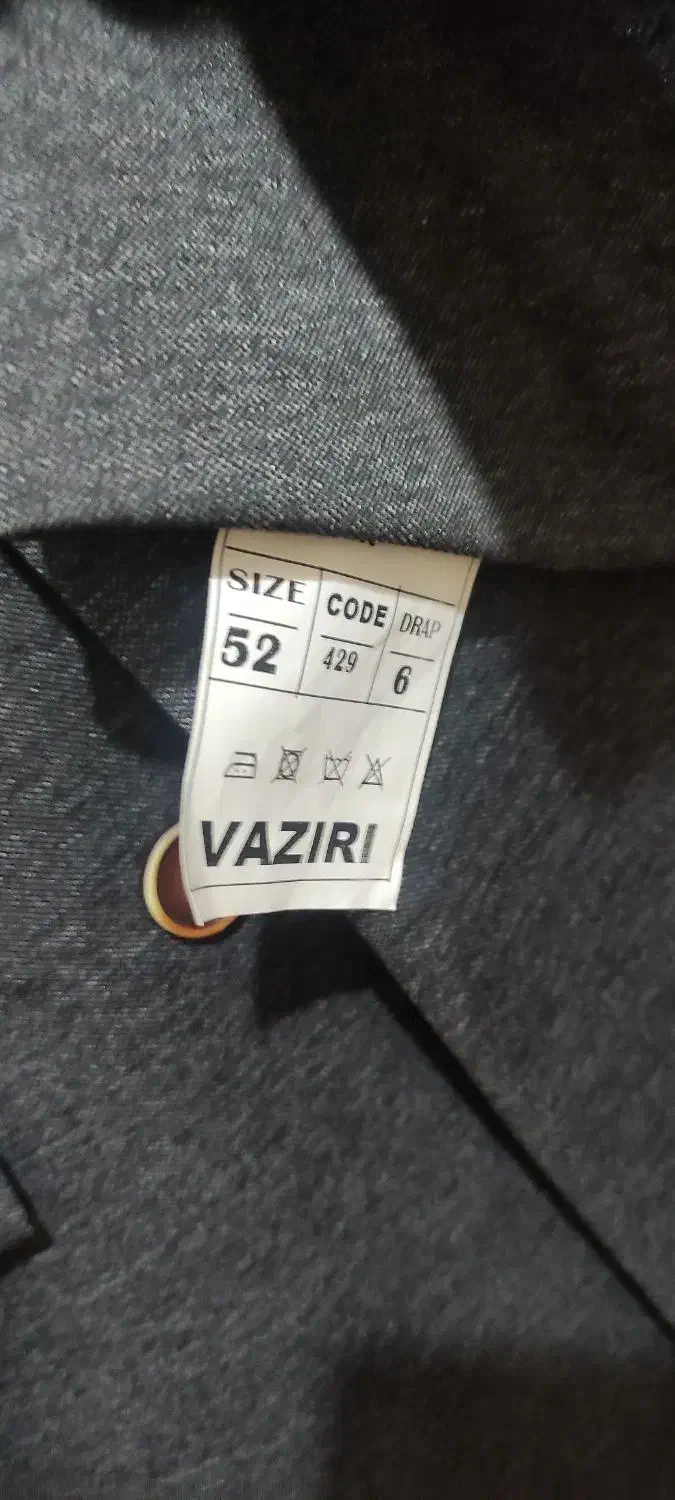 SIZE CODE DRAP
52 429 6
VAZIRI